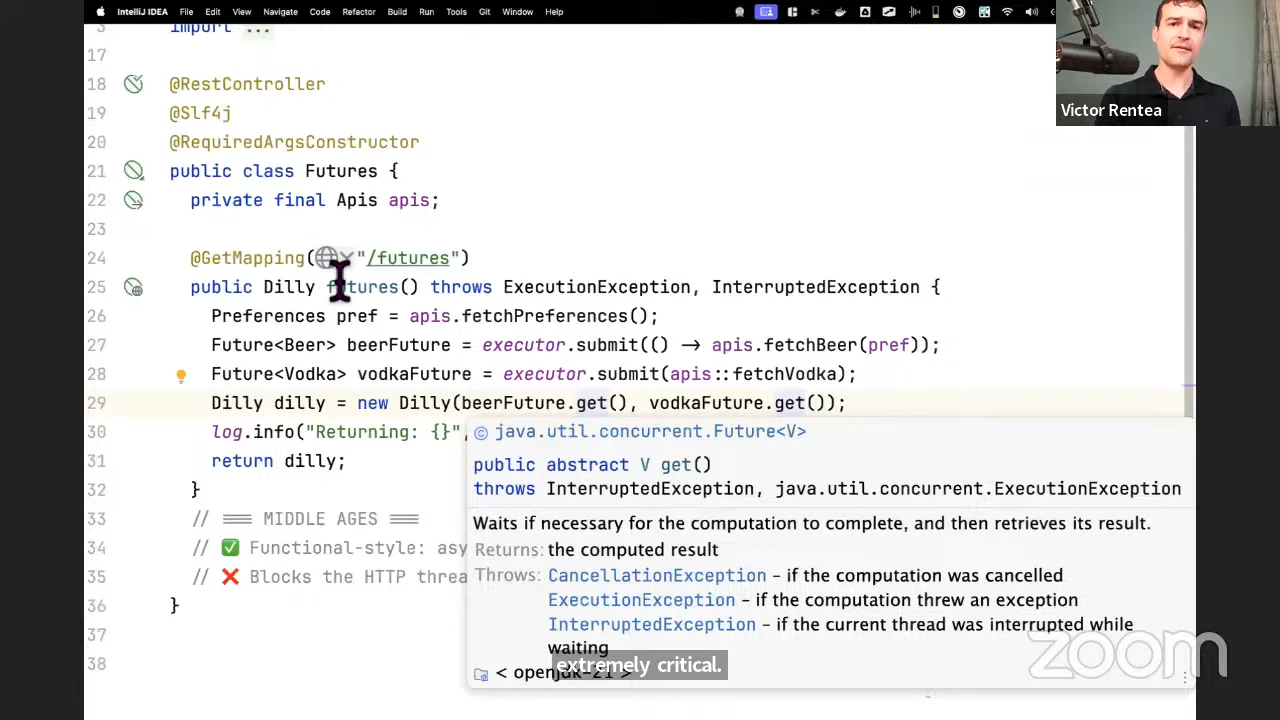 IntelliJ IDEA File Edit View Navigate Code Refactor Build Run Tools Git Window Help
3 import ...
17
18 @RestController
19 @Slf4j
20 @RequiredArgsConstructor
21 public class Futures {
22 private final Apis apis;
23
24 @GetMapping("/futures")
25 public Dilly futures() throws ExecutionException, InterruptedException {
26 Preferences pref = apis.fetchPreferences();
27 Future<Beer> beerFuture = executor.submit(() → apis.fetchBeer(pref));
28 Future<Vodka> vodkaFuture = executor.submit(apis::fetchVodka);
29 Dilly dilly = new Dilly(beerFuture.get(), vodkaFuture.get());
30 log.info("Returning: {}",
31 return dilly;
32 }
33 // ═══ MIDDLE AGES ═══
34 // ✅ Functional-style: asy
35 // ❌ Blocks the HTTP threa
36 }
37
38
java.util.concurrent.Future<V>
public abstract V get()
throws InterruptedException, java.util.concurrent.ExecutionException
Waits if necessary for the computation to complete, and then retrieves its result.
Returns: the computed result
Throws: CancellationException – if the computation was cancelled
ExecutionException – if the computation threw an exception
InterruptedException – if the current thread was interrupted while
waiting
< openjdk-21 >
extremely critical.
Victor Rentea
zoom